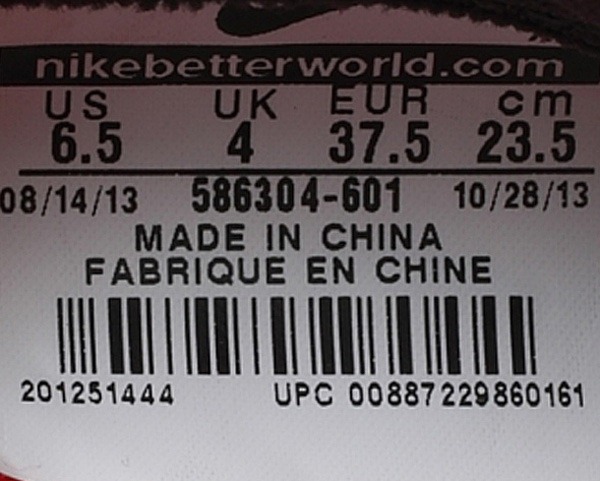 nikebetterworld.com
US UK EUR cm
6.5 4 37.5 23.5
08/14/13 586304-601 10/28/13
MADE IN CHINA
FABRIQUE EN CHINE
201251444 UPC 00887229860161